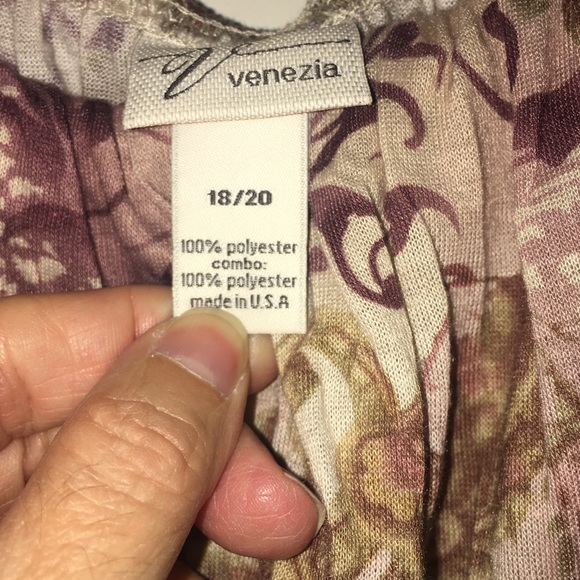 V venezia
18/20
100% polyester
combo:
100% polyester
made in U.S.A